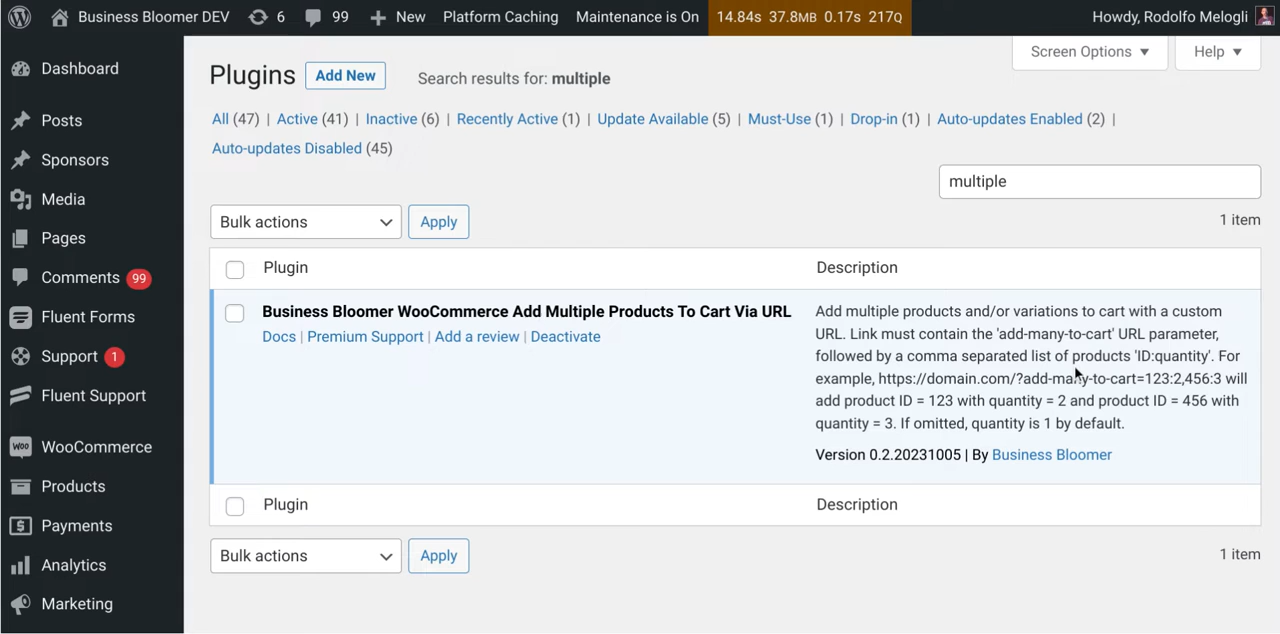 Business Bloomer DEV 6 99 New Platform Caching Maintenance is On 14.84s 37.8MB 0.17s 217Q Howdy, Rodolfo Melogli
Screen Options Help
Dashboard
Posts
Sponsors
Media
Pages
Comments 99
Fluent Forms
Support 1
Fluent Support
WOO WooCommerce
Products
Payments
Analytics
Marketing
Plugins Add New Search results for: multiple
All (47) | Active (41) | Inactive (6) | Recently Active (1) | Update Available (5) | Must-Use (1) | Drop-in (1) | Auto-updates Enabled (2) |
Auto-updates Disabled (45)
multiple
Bulk actions Apply 1 item
Plugin Description
Business Bloomer WooCommerce Add Multiple Products To Cart Via URL
Docs | Premium Support | Add a review | Deactivate
Add multiple products and/or variations to cart with a custom
URL. Link must contain the 'add-many-to-cart' URL parameter,
followed by a comma separated list of products 'ID:quantity'. For
example, https://domain.com/?add-many-to-cart=123:2,456:3 will
add product ID = 123 with quantity = 2 and product ID = 456 with
quantity = 3. If omitted, quantity is 1 by default.
Version 0.2.20231005 | By Business Bloomer
Plugin Description
Bulk actions Apply 1 item